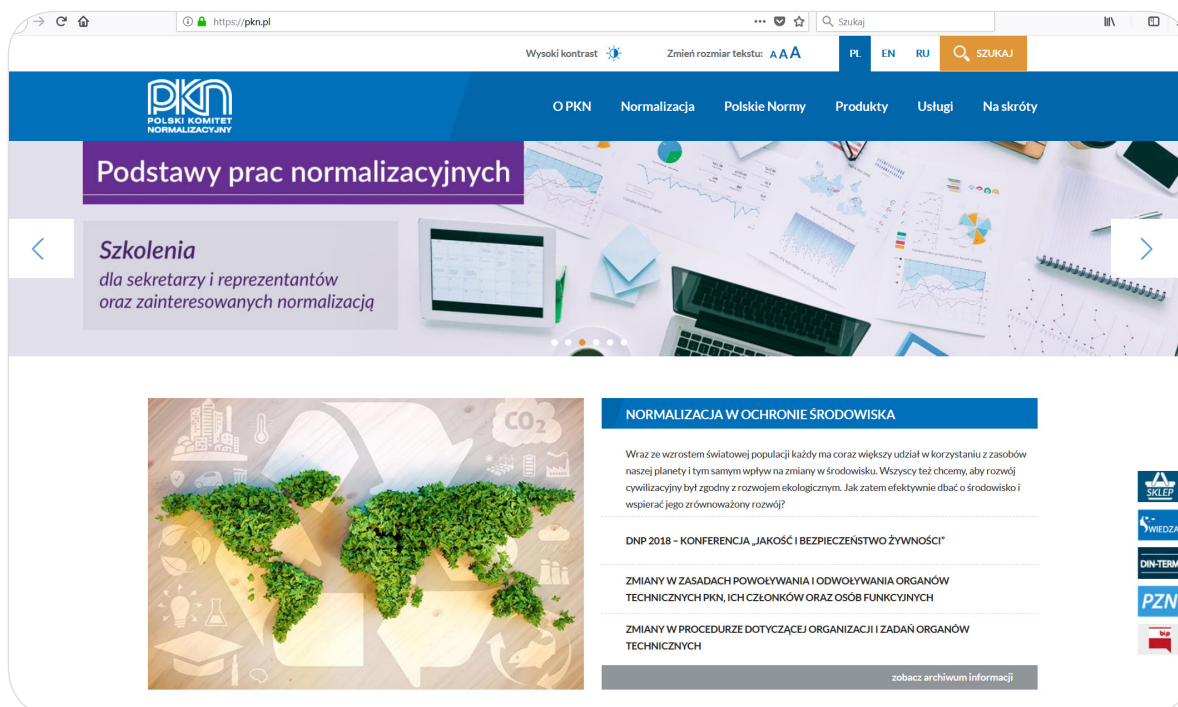 https://pkn.pl
Szukaj
Wysoki kontrast
Zmień rozmiar tekstu: A A A
PL EN RU SZUKAJ
PKN
POLSKI KOMITET
NORMALIZACYJNY
O PKN Normalizacja Polskie Normy Produkty Usługi Na skróty
Podstawy prac normalizacyjnych
Szkolenia
dla sekretarzy i reprezentantów
oraz zainteresowanych normalizacją
CO2
NORMALIZACJA W OCHRONIE ŚRODOWISKA
Wraz ze wzrostem światowej populacji każdy ma coraz większy udział w korzystaniu z zasobów
naszej planety i tym samym wpływ na zmiany w środowisku. Wszyscy też chcemy, aby rozwój
cywilizacyjny był zgodny z rozwojem ekologicznym. Jak zatem efektywnie dbać o środowisko i
wspierać jego zrównoważony rozwój?
DNP 2018 – KONFERENCJA „JAKOŚĆ I BEZPIECZEŃSTWO ŻYWNOŚCI”
ZMIANY W ZASADACH POWOŁYWANIA I ODWOŁYWANIA ORGANÓW
TECHNICZNYCH PKN, ICH CZŁONKÓW ORAZ OSÓB FUNKCYJNYCH
ZMIANY W PROCEDURZE DOTYCZĄCEJ ORGANIZACJI I ZADAŃ ORGANÓW
TECHNICZNYCH
zobacz archiwum informacji
SKLEP
WIEDZA
DIN-TERM
PZN
bip